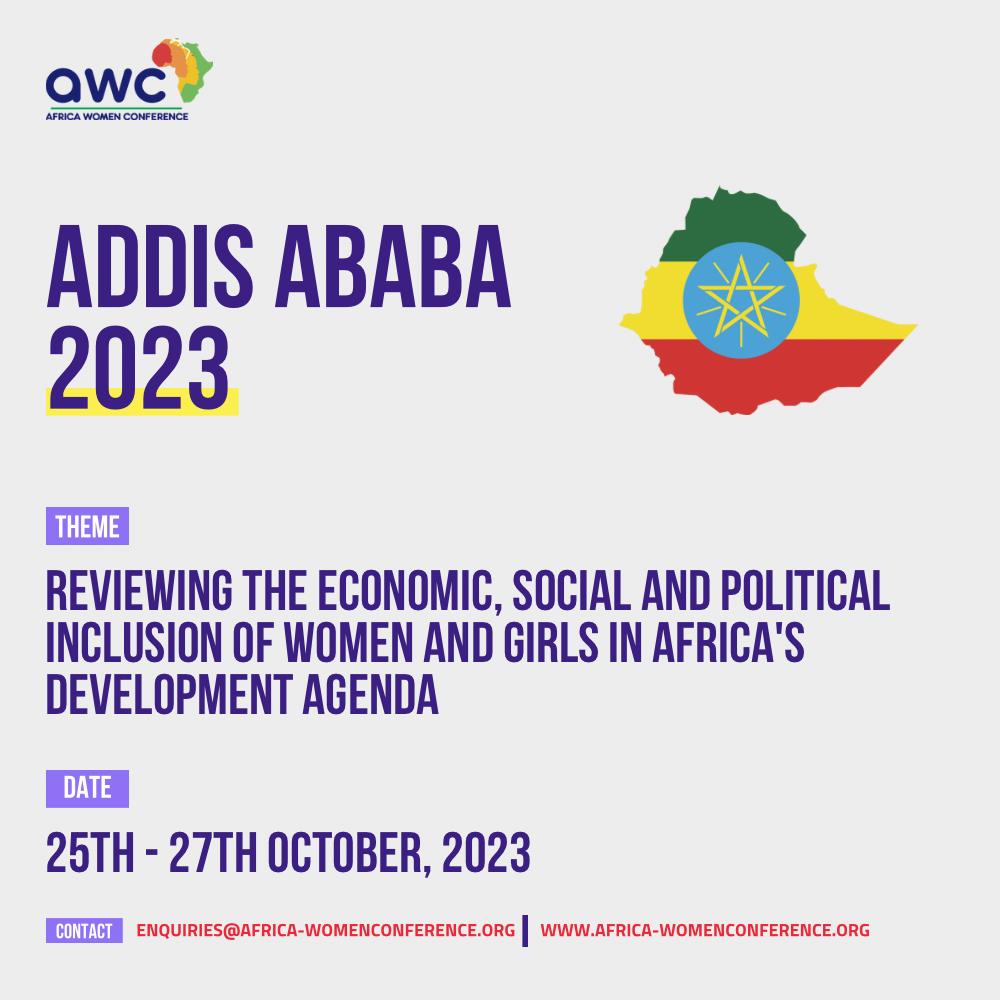 awc
AFRICA WOMEN CONFERENCE
ADDIS ABABA
2023
THEME
REVIEWING THE ECONOMIC, SOCIAL AND POLITICAL
INCLUSION OF WOMEN AND GIRLS IN AFRICA'S
DEVELOPMENT AGENDA
DATE
25TH - 27TH OCTOBER, 2023
CONTACT ENQUIRIES@AFRICA-WOMENCONFERENCE.ORG | WWW.AFRICA-WOMENCONFERENCE.ORG